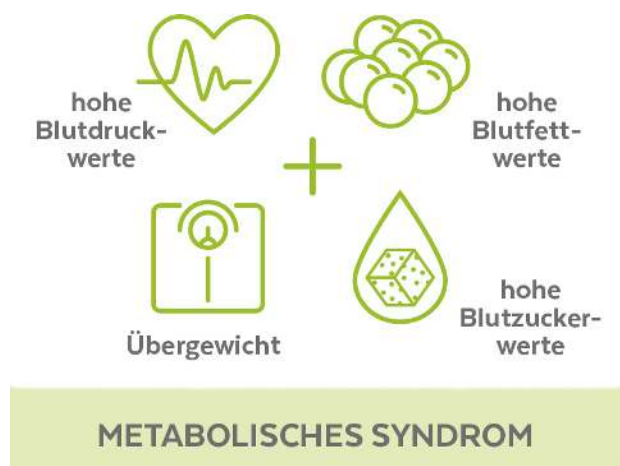 hohe
Blutdruck-
werte
hohe
Blutfett-
werte
Übergewicht
hohe
Blutzucker-
werte
METABOLISCHES SYNDROM